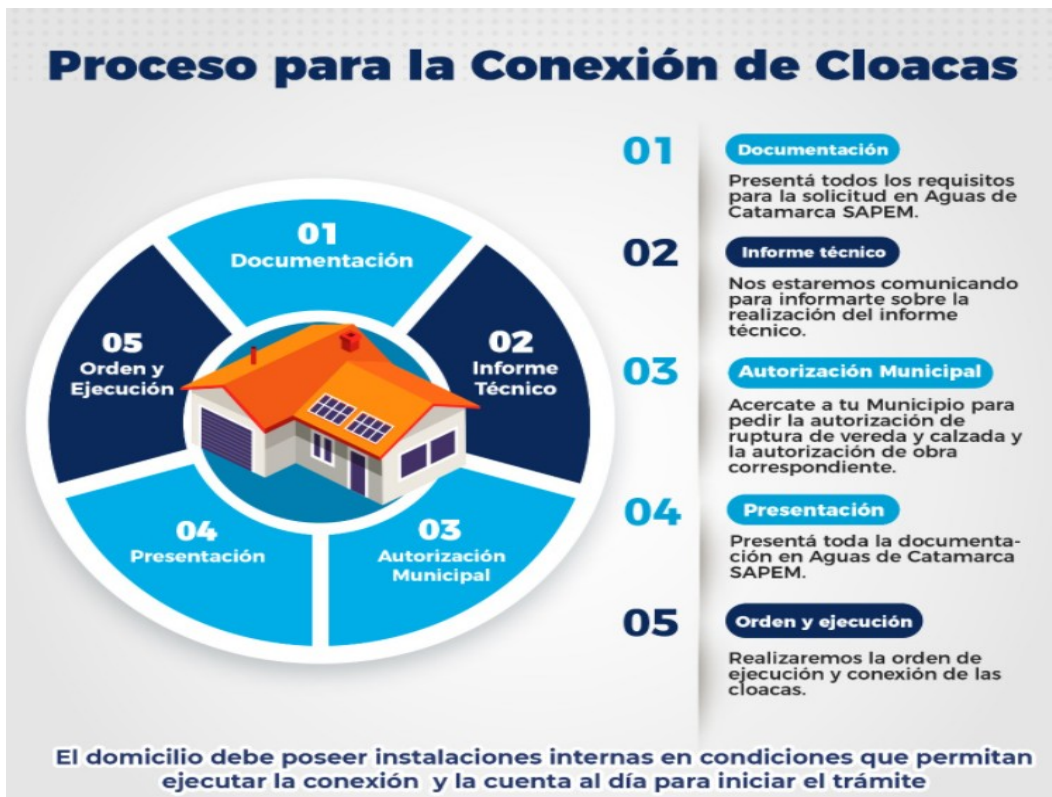 Proceso para la Conexión de Cloacas
01
Documentación
02
Informe
Técnico
03
Autorización
Municipal
04
Presentación
05
Orden y
Ejecución
01
Documentación
Presentá todos los requisitos
para la solicitud en Aguas de
Catamarca SAPEM.
02
Informe técnico
Nos estaremos comunicando
para informarte sobre la
realización del informe
técnico.
03
Autorización Municipal
Acercate a tu Municipio para
pedir la autorización de
ruptura de vereda y calzada y
la autorización de obra
correspondiente.
04
Presentación
Presentá toda la documenta-
ción en Aguas de Catamarca
SAPEM.
05
Orden y ejecución
Realizaremos la orden de
ejecución y conexión de las
cloacas.
El domicilio debe poseer instalaciones internas en condiciones que permitan
ejecutar la conexión y la cuenta al día para iniciar el trámite